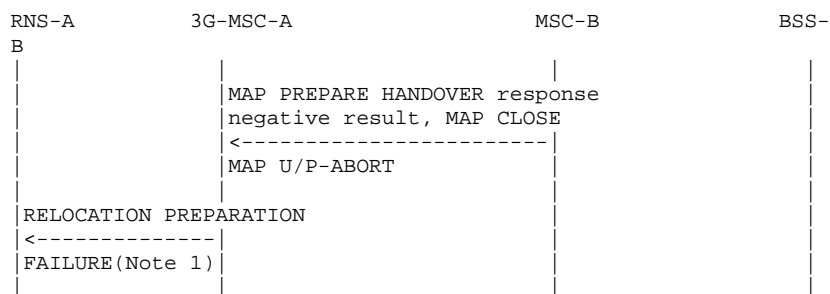 RNS-A 3G-MSC-A MSC-B BSS-
B
MAP PREPARE HANDOVER response
negative result, MAP CLOSE
MAP U/P-ABORT
RELOCATION PREPARATION
FAILURE(Note 1)